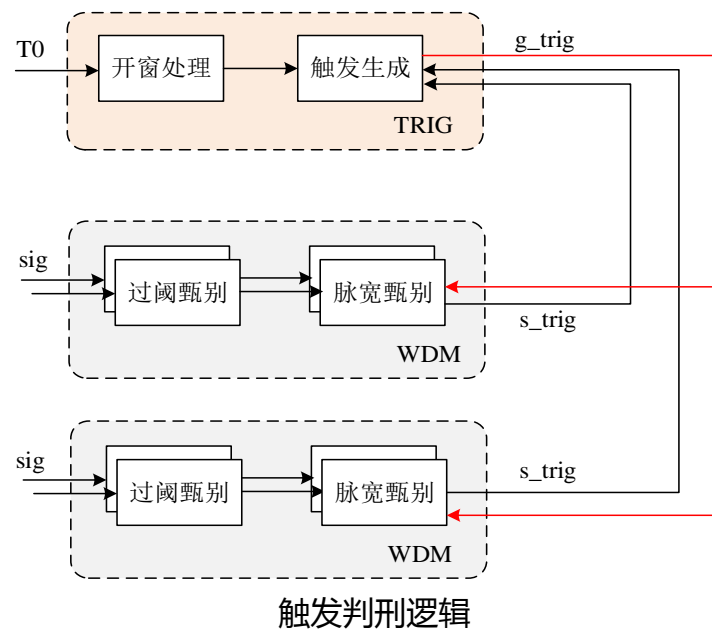 T0
开窗处理
触发生成
g_trig
TRIG
sig
过阈甄别
脉宽甄别
s_trig
WDM
sig
过阈甄别
脉宽甄别
s_trig
WDM
触发判刑逻辑